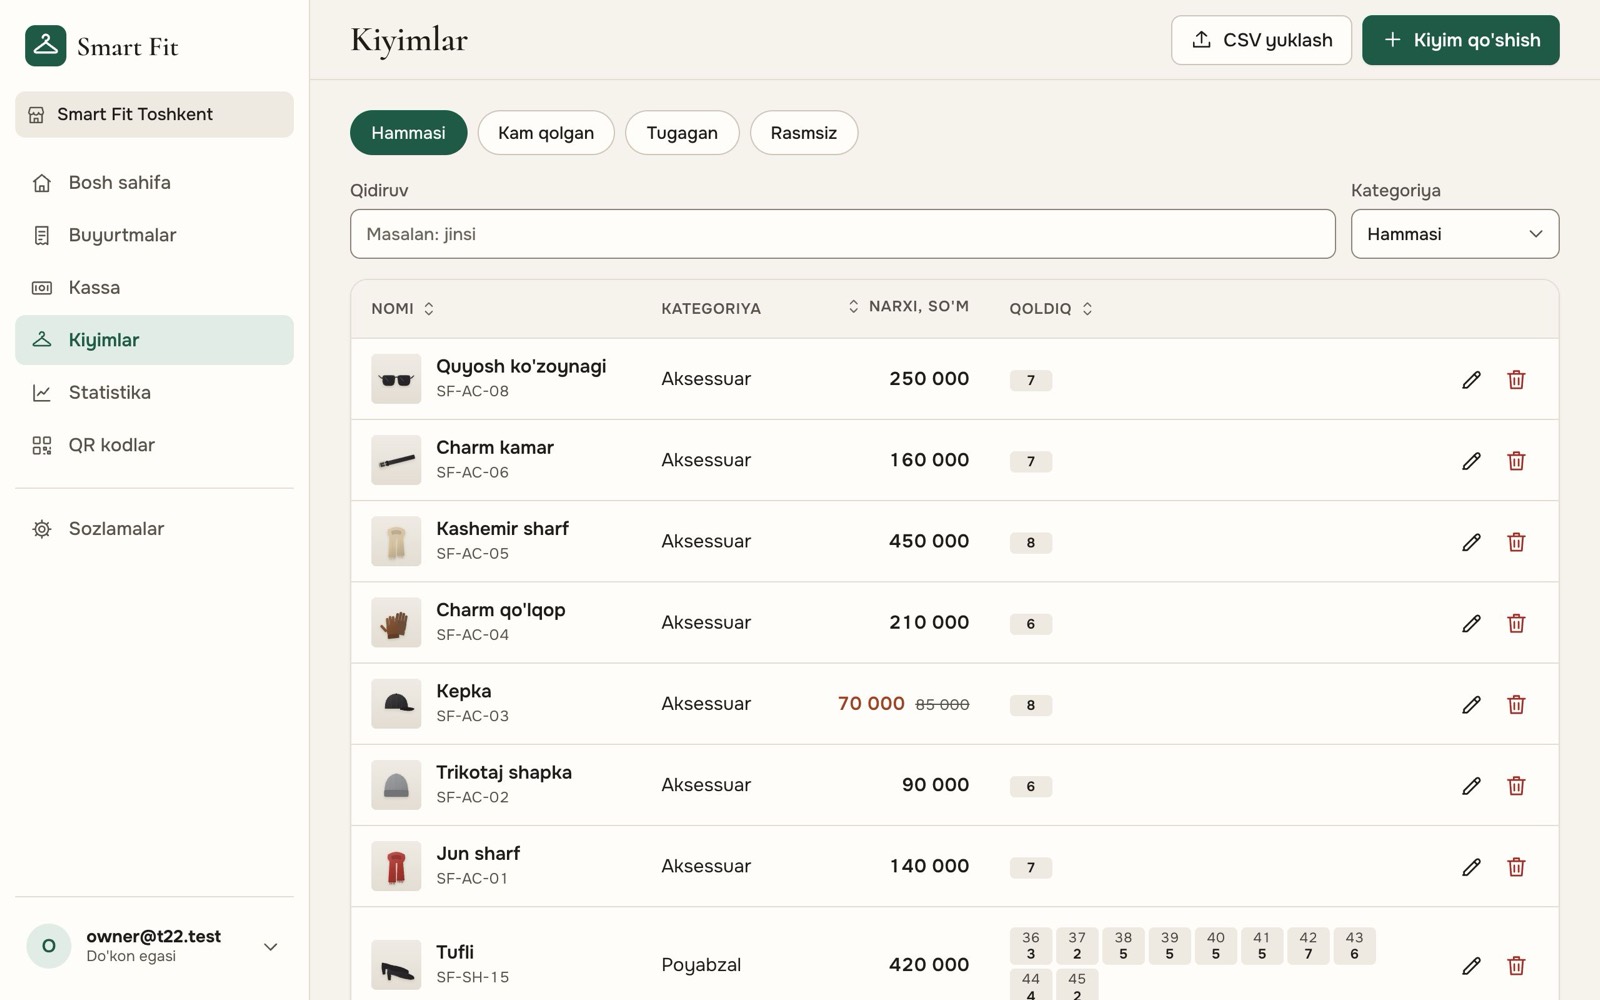 Smart Fit
Smart Fit Toshkent
Bosh sahifa
Buyurtmalar
Kassa
Kiyimlar
Statistika
QR kodlar
Sozlamalar
O
owner@t22.test
Do'kon egasi
Kiyimlar
CSV yuklash
Kiyim qo'shish
Hammasi
Kam qolgan
Tugagan
Rasmsiz
Qidiruv
Kategoriya
Masalan: jinsi
Hammasi
NOMI KATEGORIYA NARXI, SO'M QOLDIQ
Quyosh ko'zoynagi
SF-AC-08
Aksessuar 250 000 7
Charm kamar
SF-AC-06
Aksessuar 160 000 7
Kashemir sharf
SF-AC-05
Aksessuar 450 000 8
Charm qo'lqop
SF-AC-04
Aksessuar 210 000 6
Kepka
SF-AC-03
Aksessuar 70 000 85 000 8
Trikotaj shapka
SF-AC-02
Aksessuar 90 000 6
Jun sharf
SF-AC-01
Aksessuar 140 000 7
Tufli
SF-SH-15
Poyabzal 420 000
36 37 38 39 40 41 42 43
3 2 5 5 5 5 7 6
44 45
4 2